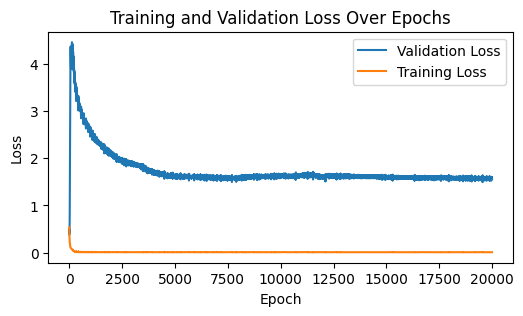 Training and Validation Loss Over Epochs
Validation Loss
Training Loss
Loss
4
3
2
1
0
0 2500 5000 7500 10000 12500 15000 17500 20000
Epoch